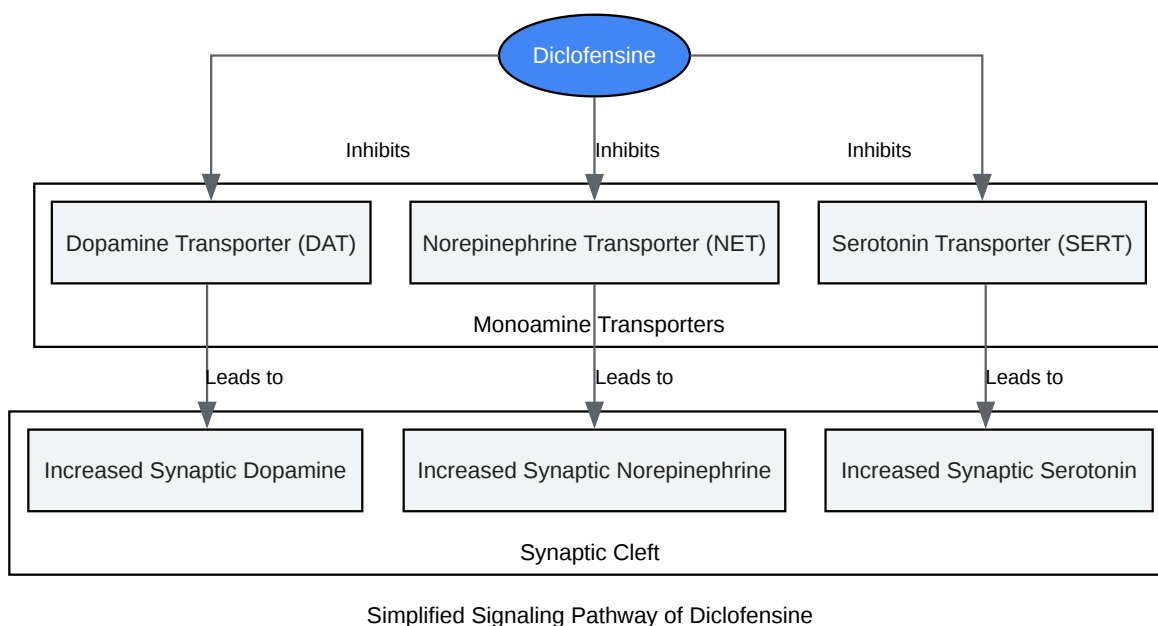 Diclofensine
Inhibits
Inhibits
Inhibits
Dopamine Transporter (DAT)
Norepinephrine Transporter (NET)
Serotonin Transporter (SERT)
Monoamine Transporters
Leads to
Leads to
Leads to
Increased Synaptic Dopamine
Increased Synaptic Norepinephrine
Increased Synaptic Serotonin
Synaptic Cleft
Simplified Signaling Pathway of Diclofensine